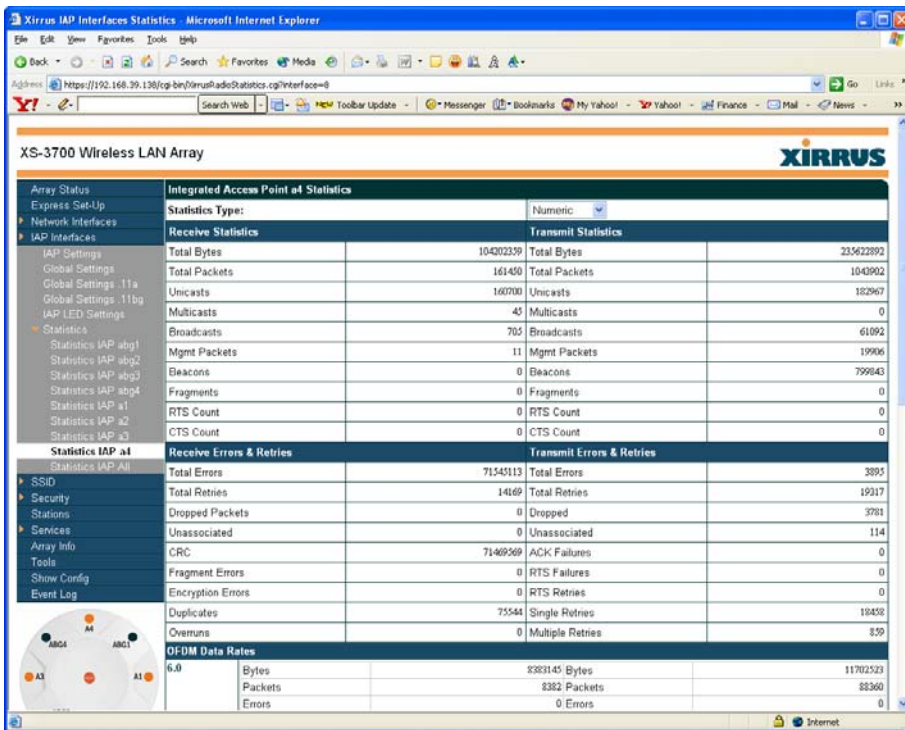 Xirrus IAP Interfaces Statistics - Microsoft Internet Explorer
File Edit View Favorites Tools Help
Back Search Favorites Media
Address https://192.168.39.138/cgi-bin/XirrusRadioStatistics.cgi?interface=8 Go Links
Y! Search Web NEW Toolbar Update Messenger Bookmarks My Yahoo! Yahoo! Finance Mail News
XS-3700 Wireless LAN Array
XIRRUS
Array Status
Express Set-Up
Network Interfaces
IAP Interfaces
IAP Settings
Global Settings
Global Settings .11a
Global Settings .11bg
IAP LED Settings
Statistics
Statistics IAP abg1
Statistics IAP abg2
Statistics IAP abg3
Statistics IAP abg4
Statistics IAP a1
Statistics IAP a2
Statistics IAP a3
Statistics IAP a4
Statistics IAP All
SSID
Security
Stations
Services
Array Info
Tools
Show Config
Event Log
A4
ABG4 ABG1
A3 A1
Integrated Access Point a4 Statistics
Statistics Type: Numeric
Receive Statistics Transmit Statistics
Total Bytes 104202359 Total Bytes 235622892
Total Packets 161450 Total Packets 1043902
Unicasts 160700 Unicasts 182967
Multicasts 45 Multicasts 0
Broadcasts 705 Broadcasts 61092
Mgmt Packets 11 Mgmt Packets 19906
Beacons 0 Beacons 799843
Fragments 0 Fragments 0
RTS Count 0 RTS Count 0
CTS Count 0 CTS Count 0
Receive Errors & Retries Transmit Errors & Retries
Total Errors 71545113 Total Errors 3895
Total Retries 14169 Total Retries 19317
Dropped Packets 0 Dropped 3781
Unassociated 0 Unassociated 114
CRC 71469569 ACK Failures 0
Fragment Errors 0 RTS Failures 0
Encryption Errors 0 RTS Retries 0
Duplicates 75544 Single Retries 18458
Overruns 0 Multiple Retries 859
OFDM Data Rates
6.0 Bytes 8383145 Bytes 11702523
Packets 8382 Packets 88360
Errors 0 Errors 0
Internet